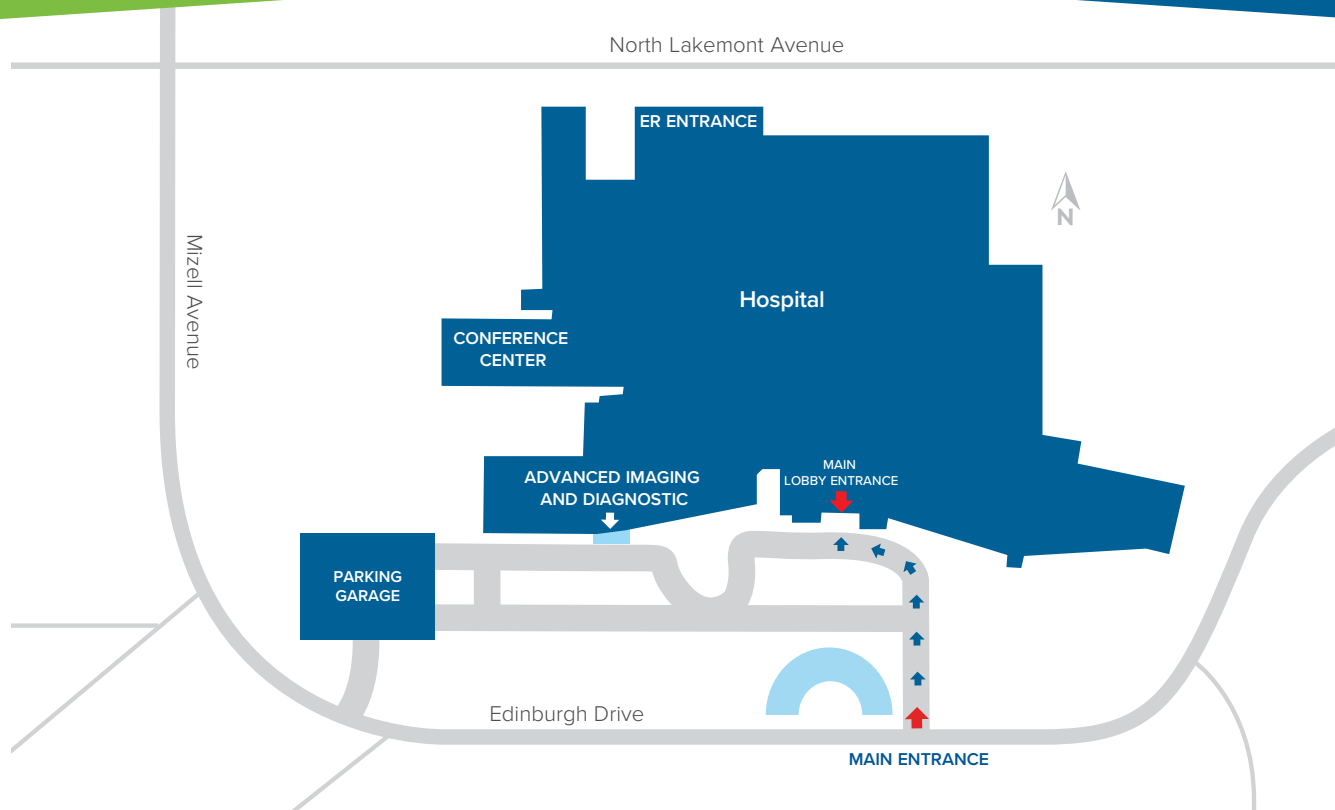 North Lakemont Avenue
ER ENTRANCE
N
Mizell Avenue
Hospital
CONFERENCE
CENTER
MAIN
LOBBY ENTRANCE
ADVANCED IMAGING
AND DIAGNOSTIC
PARKING
GARAGE
Edinburgh Drive
MAIN ENTRANCE